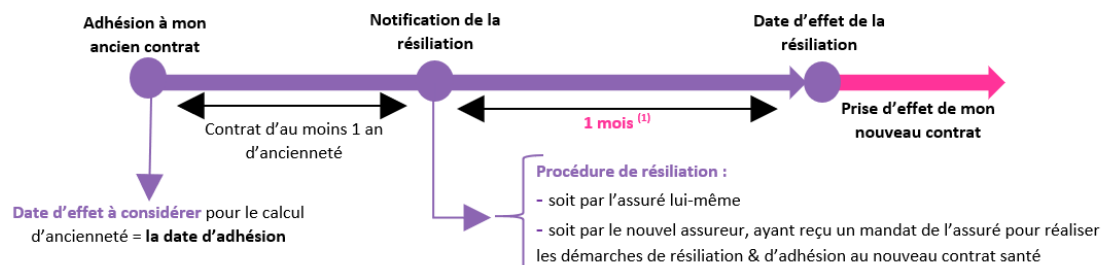 Adhésion à mon
ancien contrat
Notification de la
résiliation
Date d'effet de la
résiliation
Contrat d'au moins 1 an
d'ancienneté
1 mois (1)
Prise d'effet de mon
nouveau contrat
Date d'effet à considérer pour le calcul
d'ancienneté = la date d'adhésion
Procédure de résiliation :
- soit par l'assuré lui-même
- soit par le nouvel assureur, ayant reçu un mandat de l'assuré pour réaliser
les démarches de résiliation & d'adhésion au nouveau contrat santé